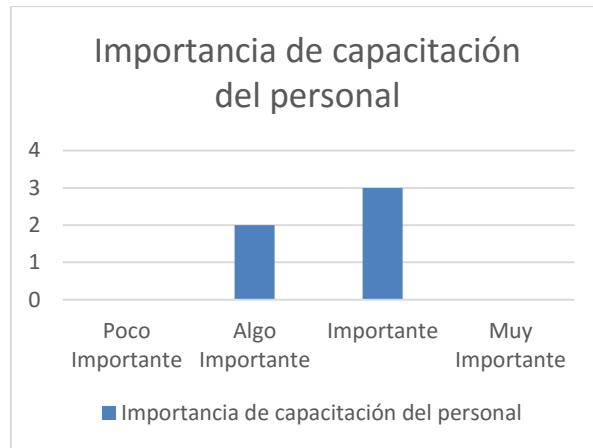 Importancia de capacitación
del personal
4
3
2
1
0
Poco
Importante
Algo
Importante
Importante
Muy
Importante
Importancia de capacitación del personal